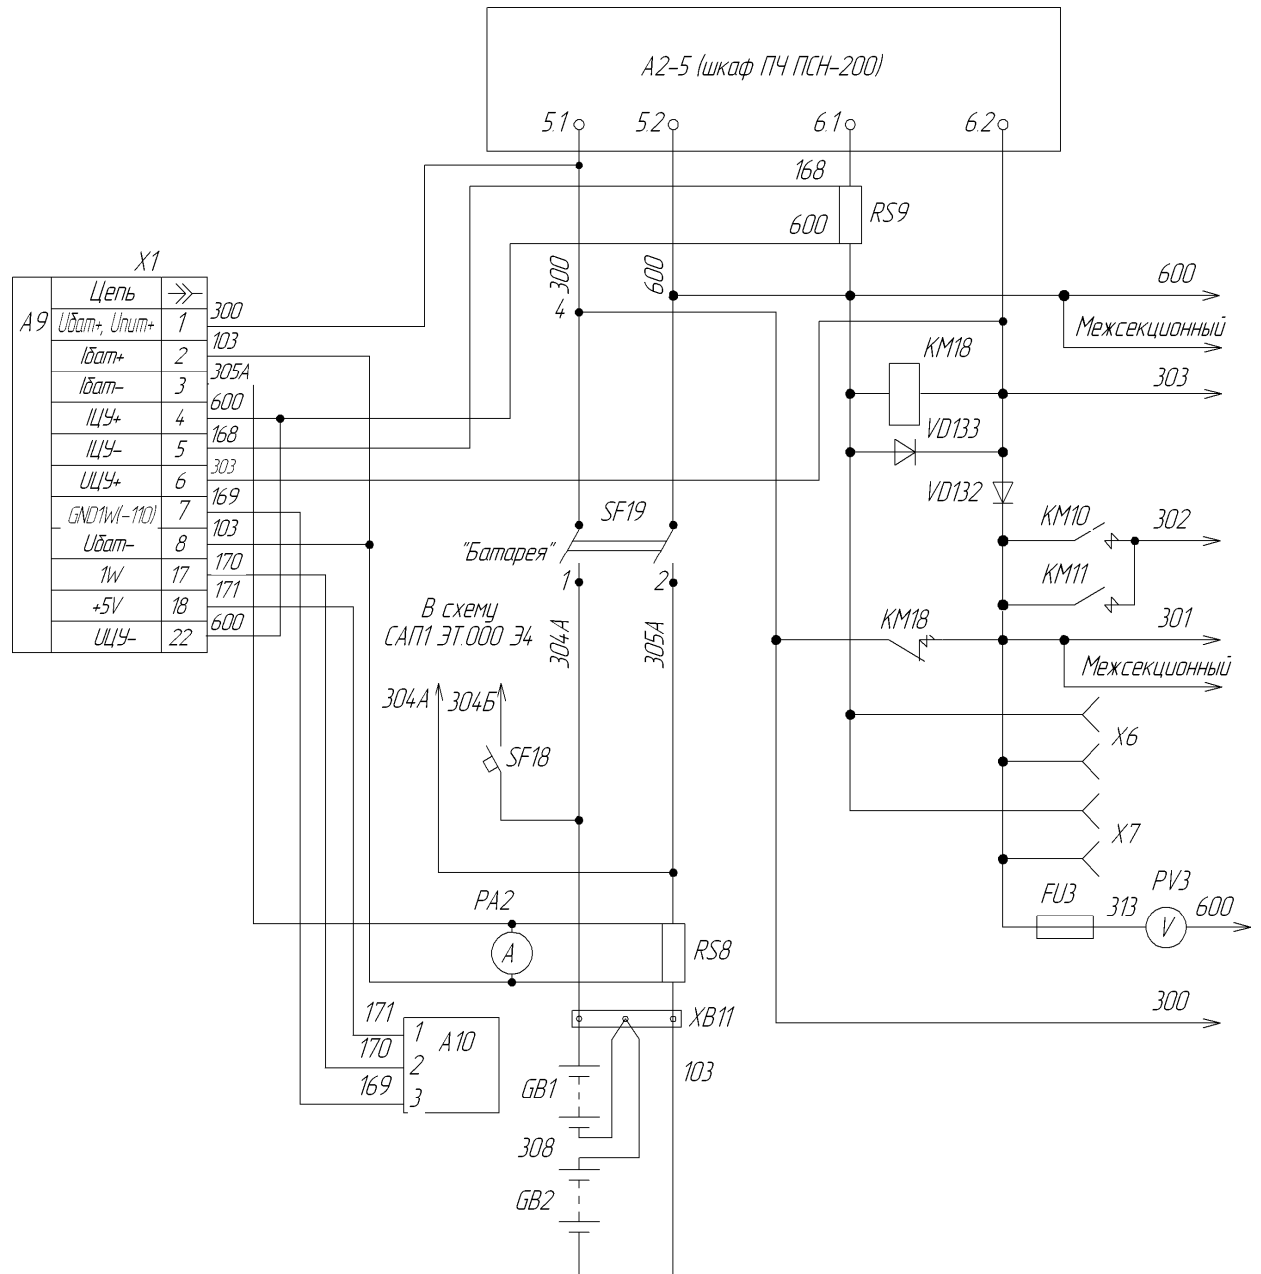 А2-5 (шкаф ПЧ ПСН-200)
5.1
5.2
6.1
6.2
168
RS9
600
300
600
4
X1
А9
Цепь
Uбат+, Uпит+ 1 300
Iбат+ 2 103
Iбат- 3 305А
IЦУ+ 4 600
IЦУ- 5 168
UЦУ+ 6 303
GND1W(-110) 7 169
Uбат- 8 103
1W 17 170
+5V 18 171
UЦУ- 22 600
600
Межсекционный
KM18
303
VD133
VD132
SF19
"Батарея"
1
2
KM10
302
KM11
В схему
САП1 ЭТ.000 Э4
304А
305А
KM18
301
Межсекционный
304А
304Б
SF18
X6
X7
PA2
А
RS8
FU3
313
PV3
V
600
300
XB11
171
170
169
1
2
3
А10
103
GB1
308
GB2